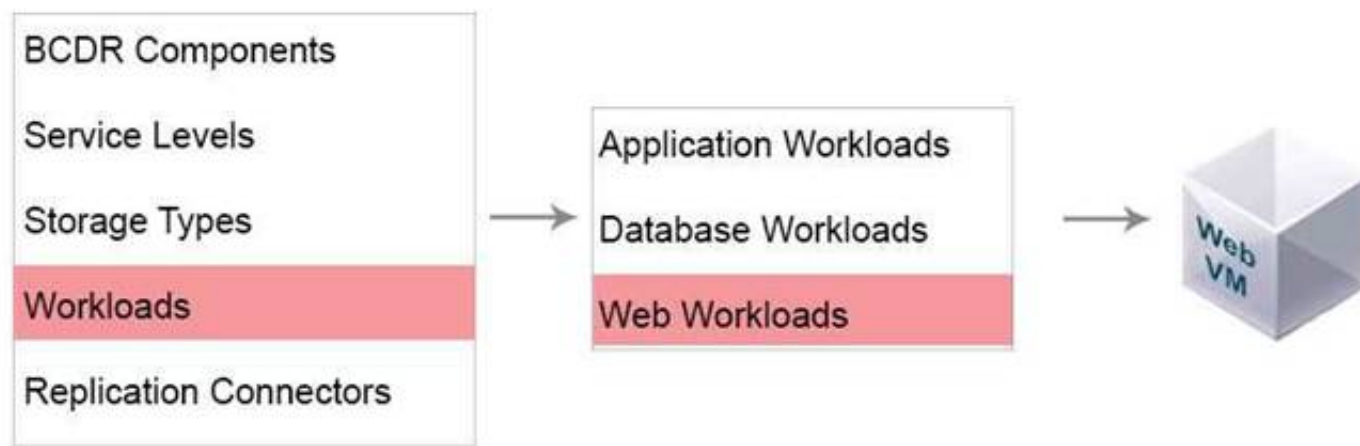 BCDR Components
Service Levels
Storage Types
Workloads
Replication Connectors
Application Workloads
Database Workloads
Web Workloads
Web
VM